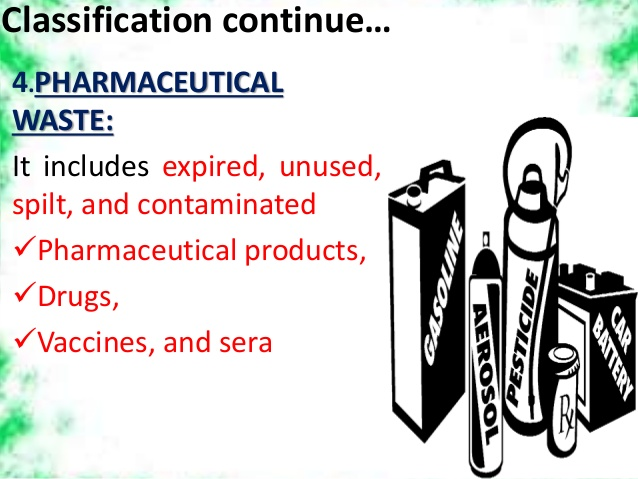 Classification continue...
4.PHARMACEUTICAL
WASTE:
It includes expired, unused,
spilt, and contaminated
✓Pharmaceutical products,
✓Drugs,
✓Vaccines, and sera
GASOLINE
AEROSOL
PESTICIDE
Rx
CAR
BATTERY